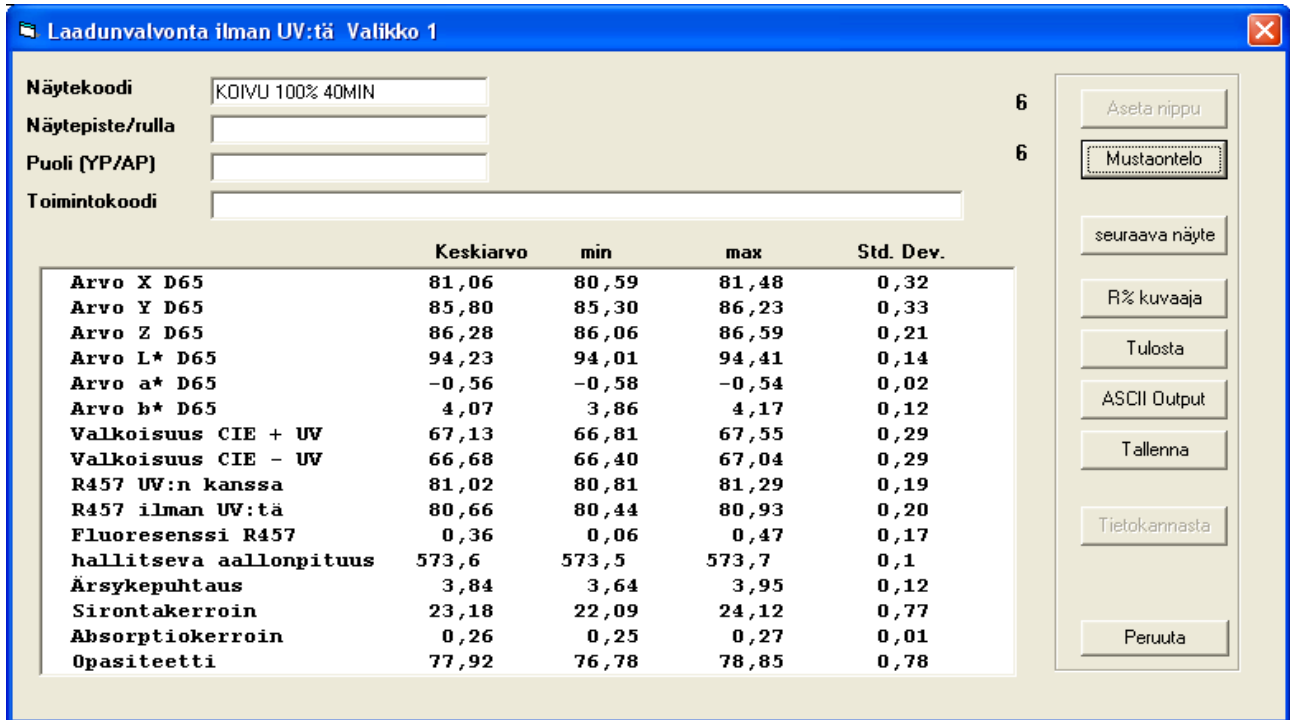 Laadunvalvonta ilman UV:tä Valikko 1
Näytekoodi KOIVU 100% 40MIN
Näytepiste/rulla
Puoli (YP/AP)
Toimintokoodi
6
6
Aseta nippu
Mustaontelo
seuraava näyte
R% kuvaaja
Tulosta
ASCII Output
Tallenna
Tietokannasta
Peruuta
Keskiarvo min max Std. Dev.
Arvo X D65 81,06 80,59 81,48 0,32
Arvo Y D65 85,80 85,30 86,23 0,33
Arvo Z D65 86,28 86,06 86,59 0,21
Arvo L* D65 94,23 94,01 94,41 0,14
Arvo a* D65 -0,56 -0,58 -0,54 0,02
Arvo b* D65 4,07 3,86 4,17 0,12
Valkoisuus CIE + UV 67,13 66,81 67,55 0,29
Valkoisuus CIE - UV 66,68 66,40 67,04 0,29
R457 UV:n kanssa 81,02 80,81 81,29 0,19
R457 ilman UV:tä 80,66 80,44 80,93 0,20
Fluoresenssi R457 0,36 0,06 0,47 0,17
hallitseva aallonpituus 573,6 573,5 573,7 0,1
Ärsykepuhtaus 3,84 3,64 3,95 0,12
Sirontakerroin 23,18 22,09 24,12 0,77
Absorptiokerroin 0,26 0,25 0,27 0,01
Opasiteetti 77,92 76,78 78,85 0,78